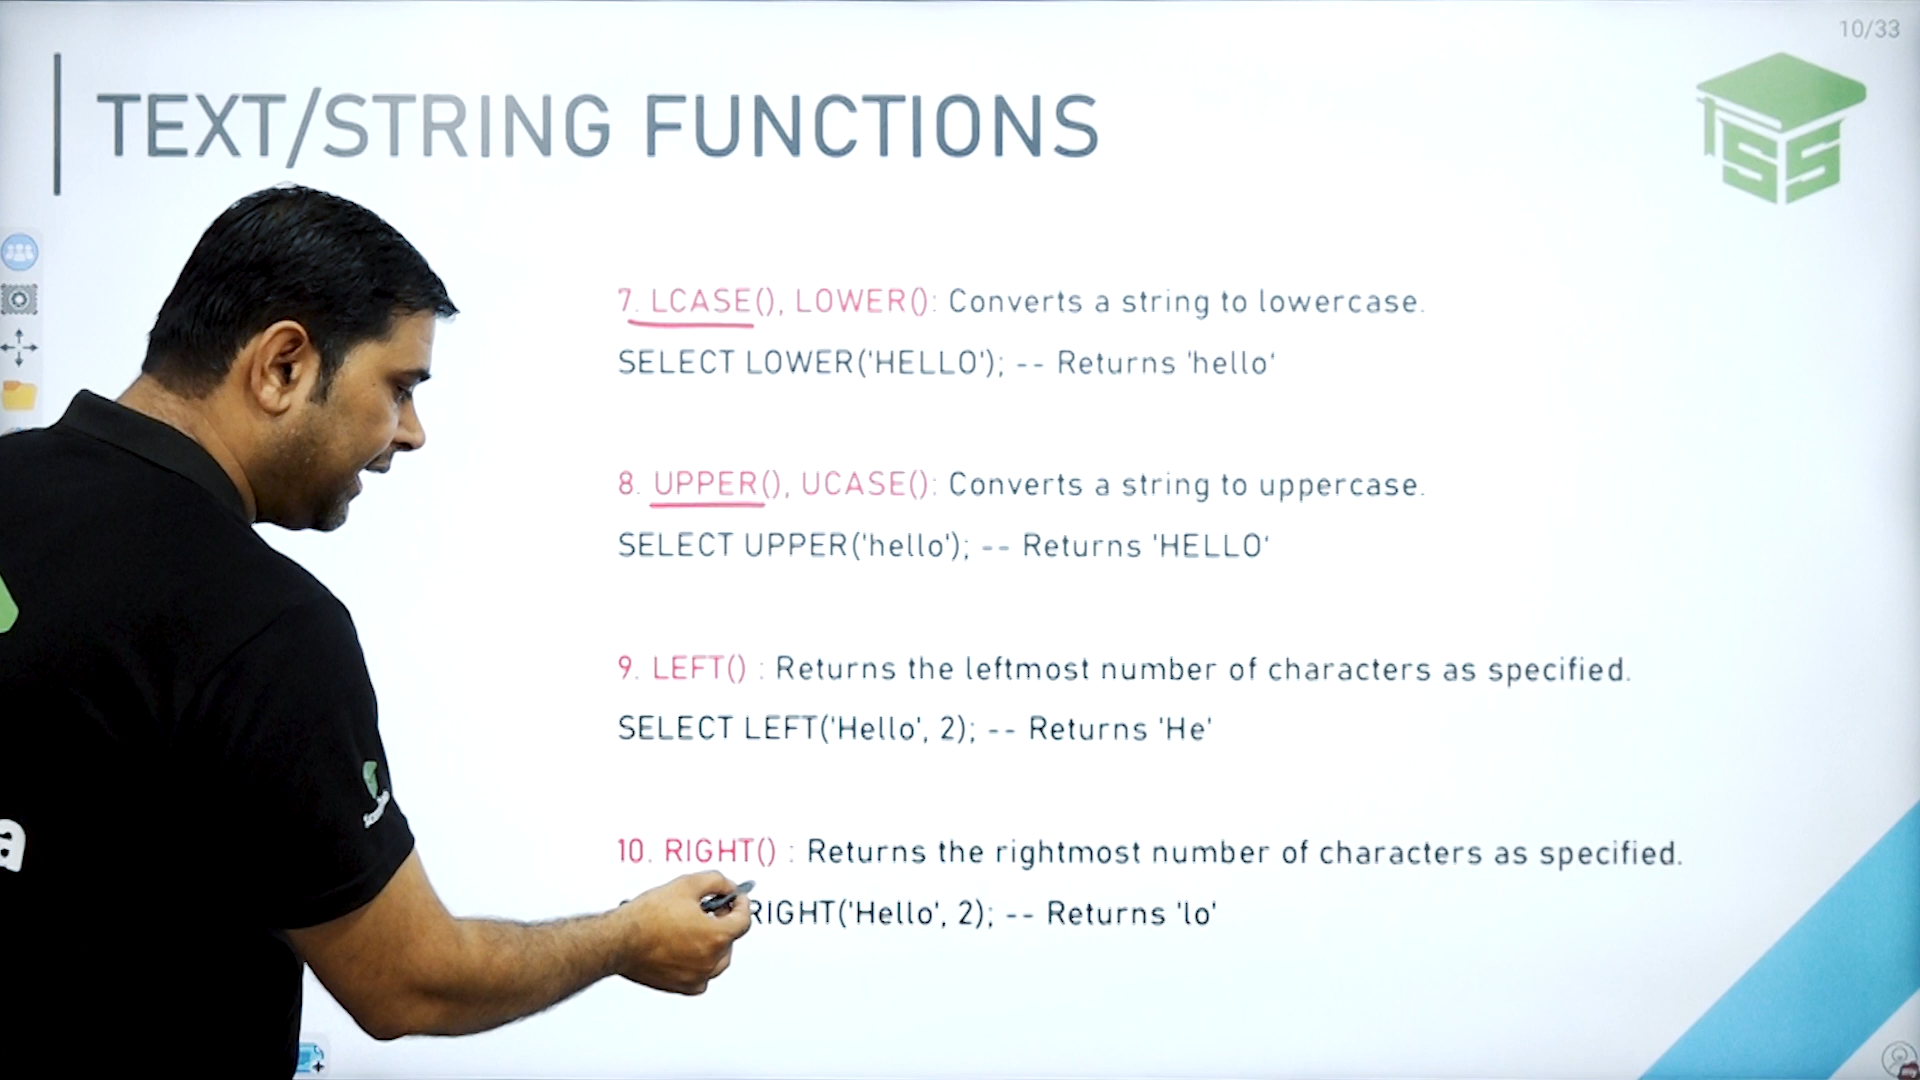 10/33
TEXT/STRING FUNCTIONS
SS
7. LCASE(), LOWER(): Converts a string to lowercase.
SELECT LOWER('HELLO'); -- Returns 'hello'
8. UPPER(), UCASE(): Converts a string to uppercase.
SELECT UPPER('hello'); -- Returns 'HELLO'
9. LEFT() : Returns the leftmost number of characters as specified.
SELECT LEFT('Hello', 2); -- Returns 'He'
10. RIGHT() : Returns the rightmost number of characters as specified.
RIGHT('Hello', 2); -- Returns 'lo'
a